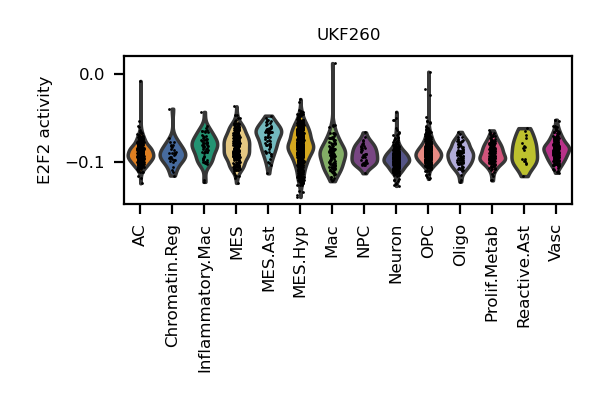 UKF260
E2F2 activity
0.0
−0.1
AC
Chromatin.Reg
Inflammatory.Mac
MES
MES.Ast
MES.Hyp
Mac
NPC
Neuron
OPC
Oligo
Prolif.Metab
Reactive.Ast
Vasc